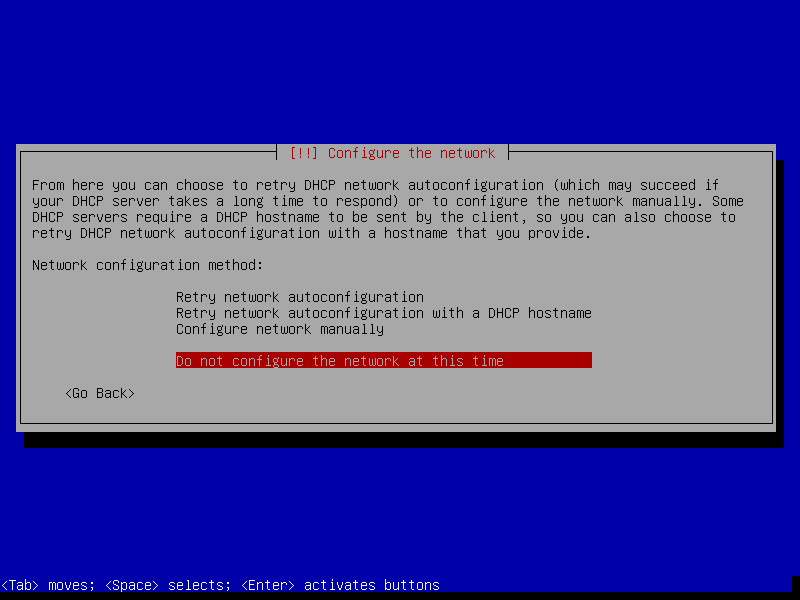 [!!] Configure the network
From here you can choose to retry DHCP network autoconfiguration (which may succeed if
your DHCP server takes a long time to respond) or to configure the network manually. Some
DHCP servers require a DHCP hostname to be sent by the client, so you can also choose to
retry DHCP network autoconfiguration with a hostname that you provide.
Network configuration method:
Retry network autoconfiguration
Retry network autoconfiguration with a DHCP hostname
Configure network manually
Do not configure the network at this time
<Go Back>
<Tab> moves; <Space> selects; <Enter> activates buttons